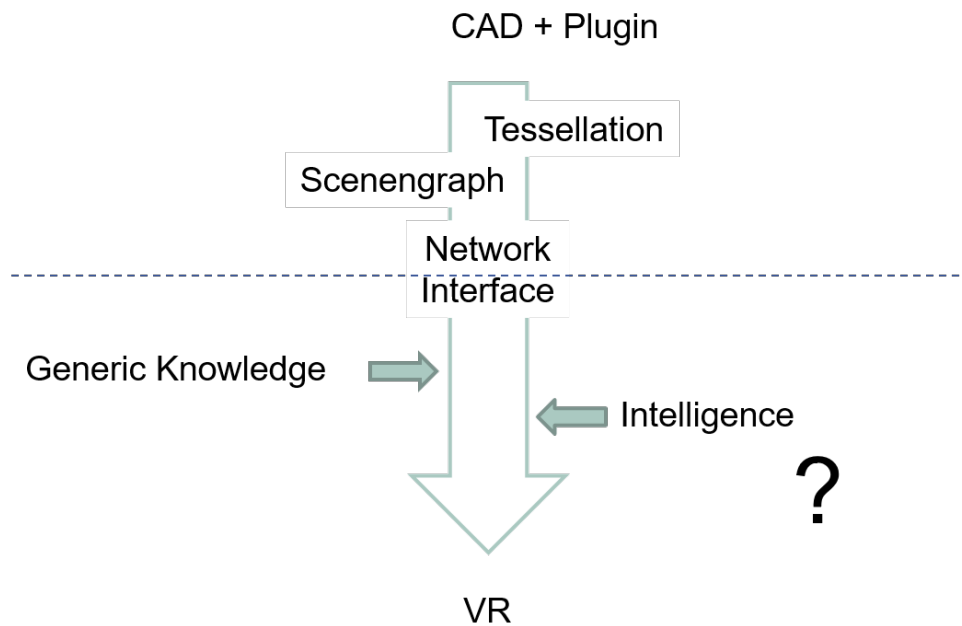 CAD + Plugin
Tessellation
Scenengraph
Network
Interface
Generic Knowledge
Intelligence
?
VR